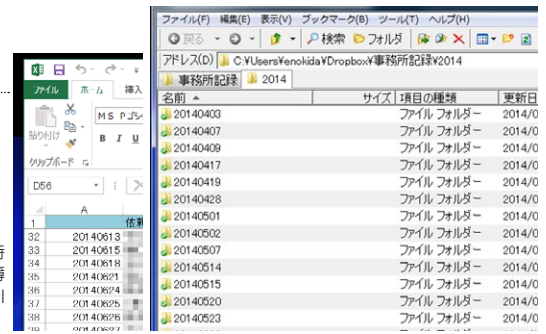 ファイル(F) 編集(E) 表示(V) ブックマーク(B) ツール(T) ヘルプ(H)
戻る 検索 フォルダ
アドレス(D) C:¥Users¥enokida¥Dropbox¥事務所記録¥2014
事務所記録 2014
名前 サイズ 項目の種類 更新日
20140403 ファイル フォルダー 2014/0
20140407 ファイル フォルダー 2014/0
20140409 ファイル フォルダー 2014/0
20140417 ファイル フォルダー 2014/0
20140419 ファイル フォルダー 2014/0
20140428 ファイル フォルダー 2014/0
20140501 ファイル フォルダー 2014/0
20140502 ファイル フォルダー 2014/0
20140507 ファイル フォルダー 2014/0
20140514 ファイル フォルダー 2014/0
20140515 ファイル フォルダー 2014/0
20140520 ファイル フォルダー 2014/0
20140523 ファイル フォルダー 2014/0
ファイル ホーム 挿入
貼り付け
MS Pゴシ
B I U
クリップボード
D56
A
1 依頼
32 20140613
33 20140615
34 20140618
35 20140621
36 20140624
37 20140625
38 20140626
39 20140627